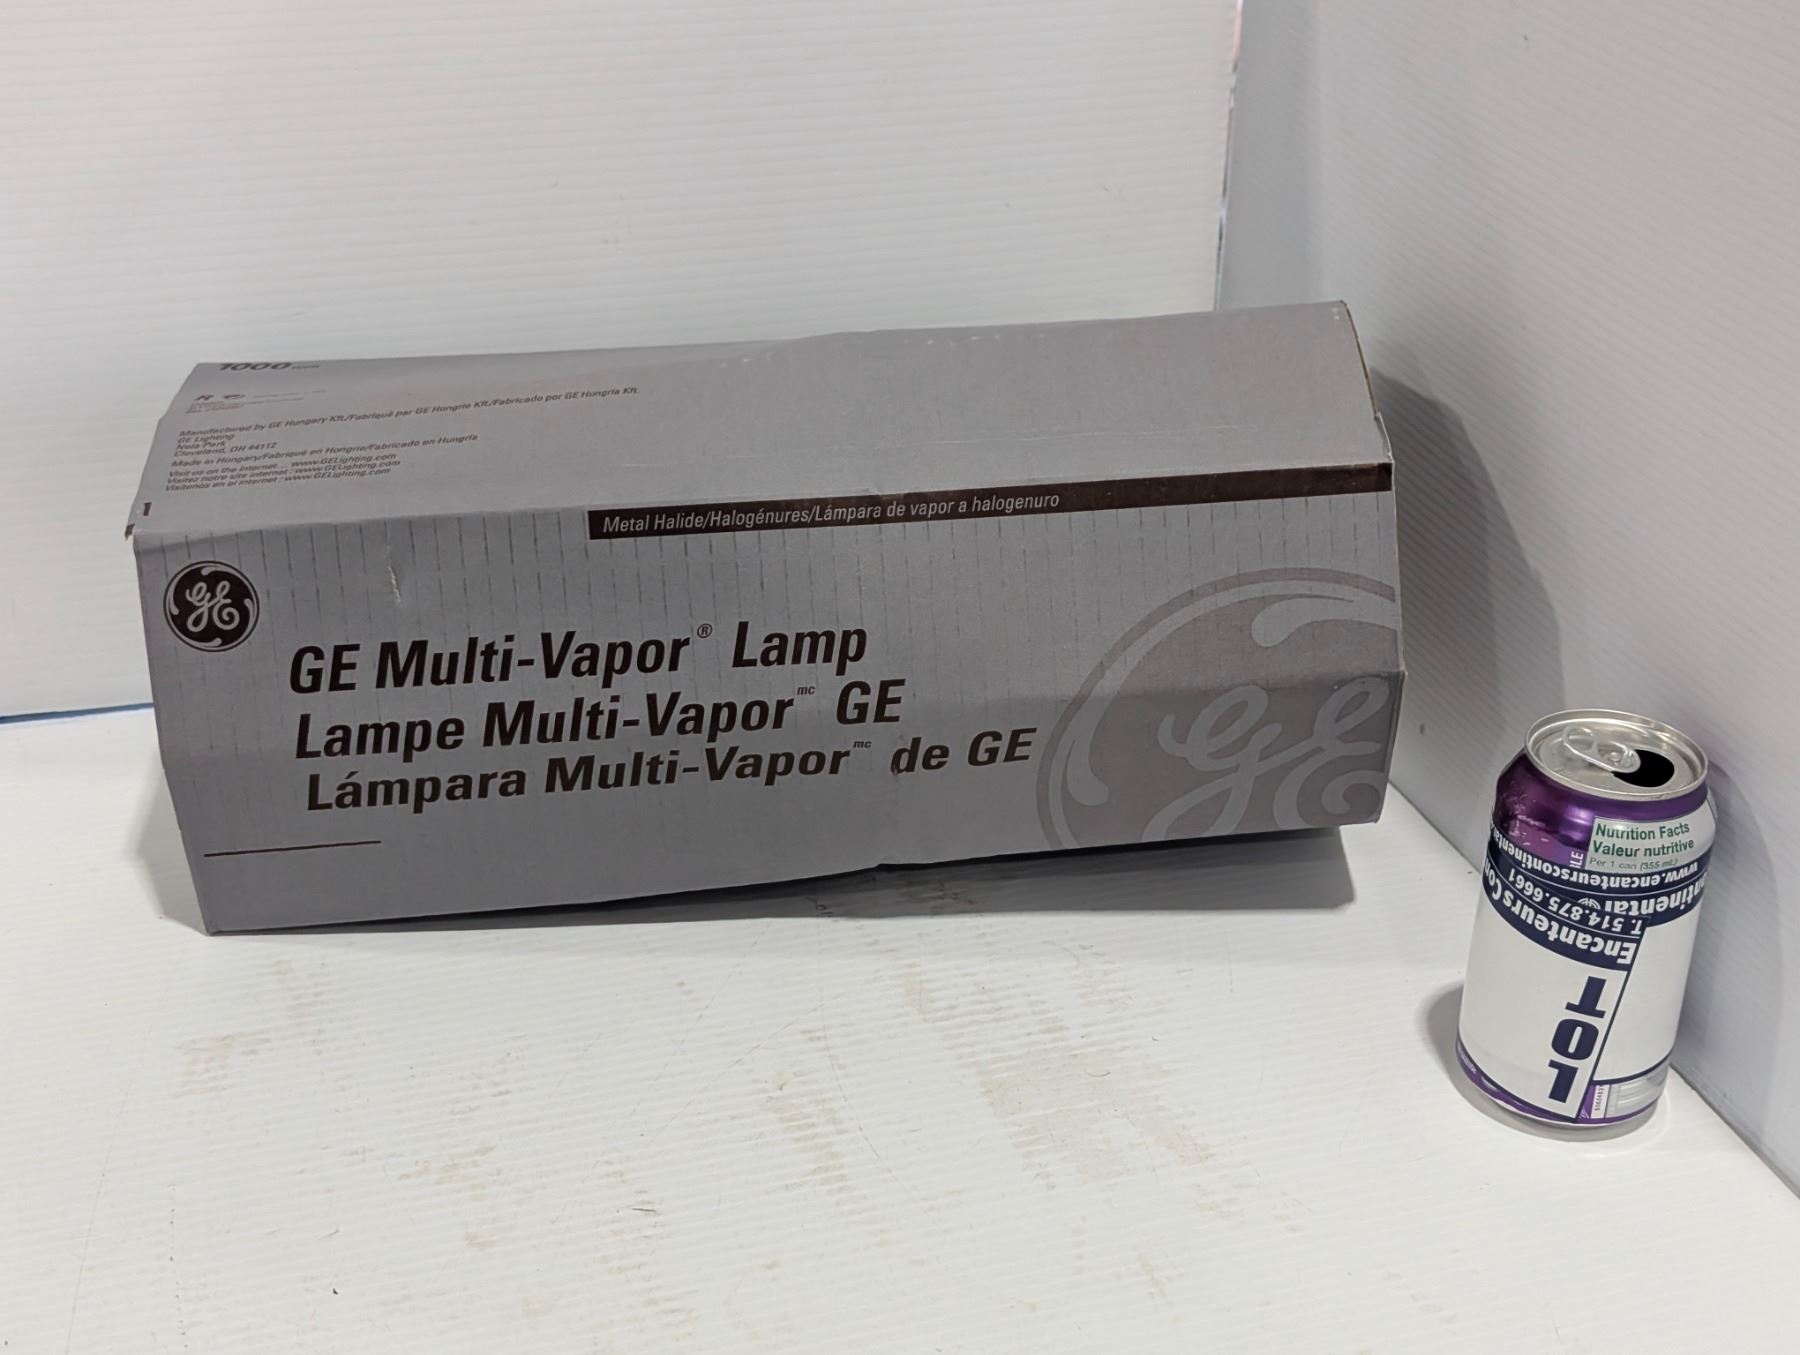 1000
Manufactured by GE Hungary Kft./Fabriqué par GE Hongrie Kft./Fabricado por GE Hungría Kft.
GE Lighting
Nela Park
Cleveland, OH 44112
Made in Hungary/Fabriqué en Hongrie/Fabricado en Hungría
Visit us on the Internet... www.GELighting.com
Visitez notre site internet : www.GELighting.com
Visítenos en el internet : www.GELighting.com
1
Metal Halide/Halogénures/Lámpara de vapor a halogenuro
GE
GE Multi-Vapor® Lamp
Lampe Multi-Vapor mc GE
Lámpara Multi-Vapor mc de GE
GE
Nutrition Facts
Valeur nutritive
Per 1 can (355 mL)
www.encanteurscontinental
T. 514.875.6661
Encanteurs Continental
LOT
101